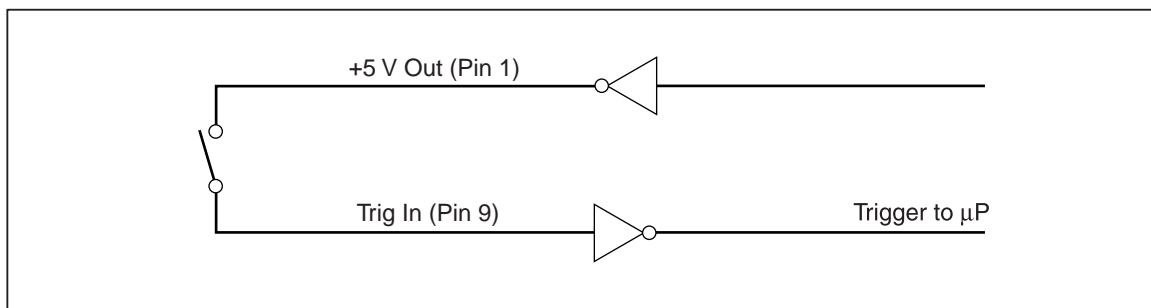 +5 V Out (Pin 1)
Trig In (Pin 9)
Trigger to µP